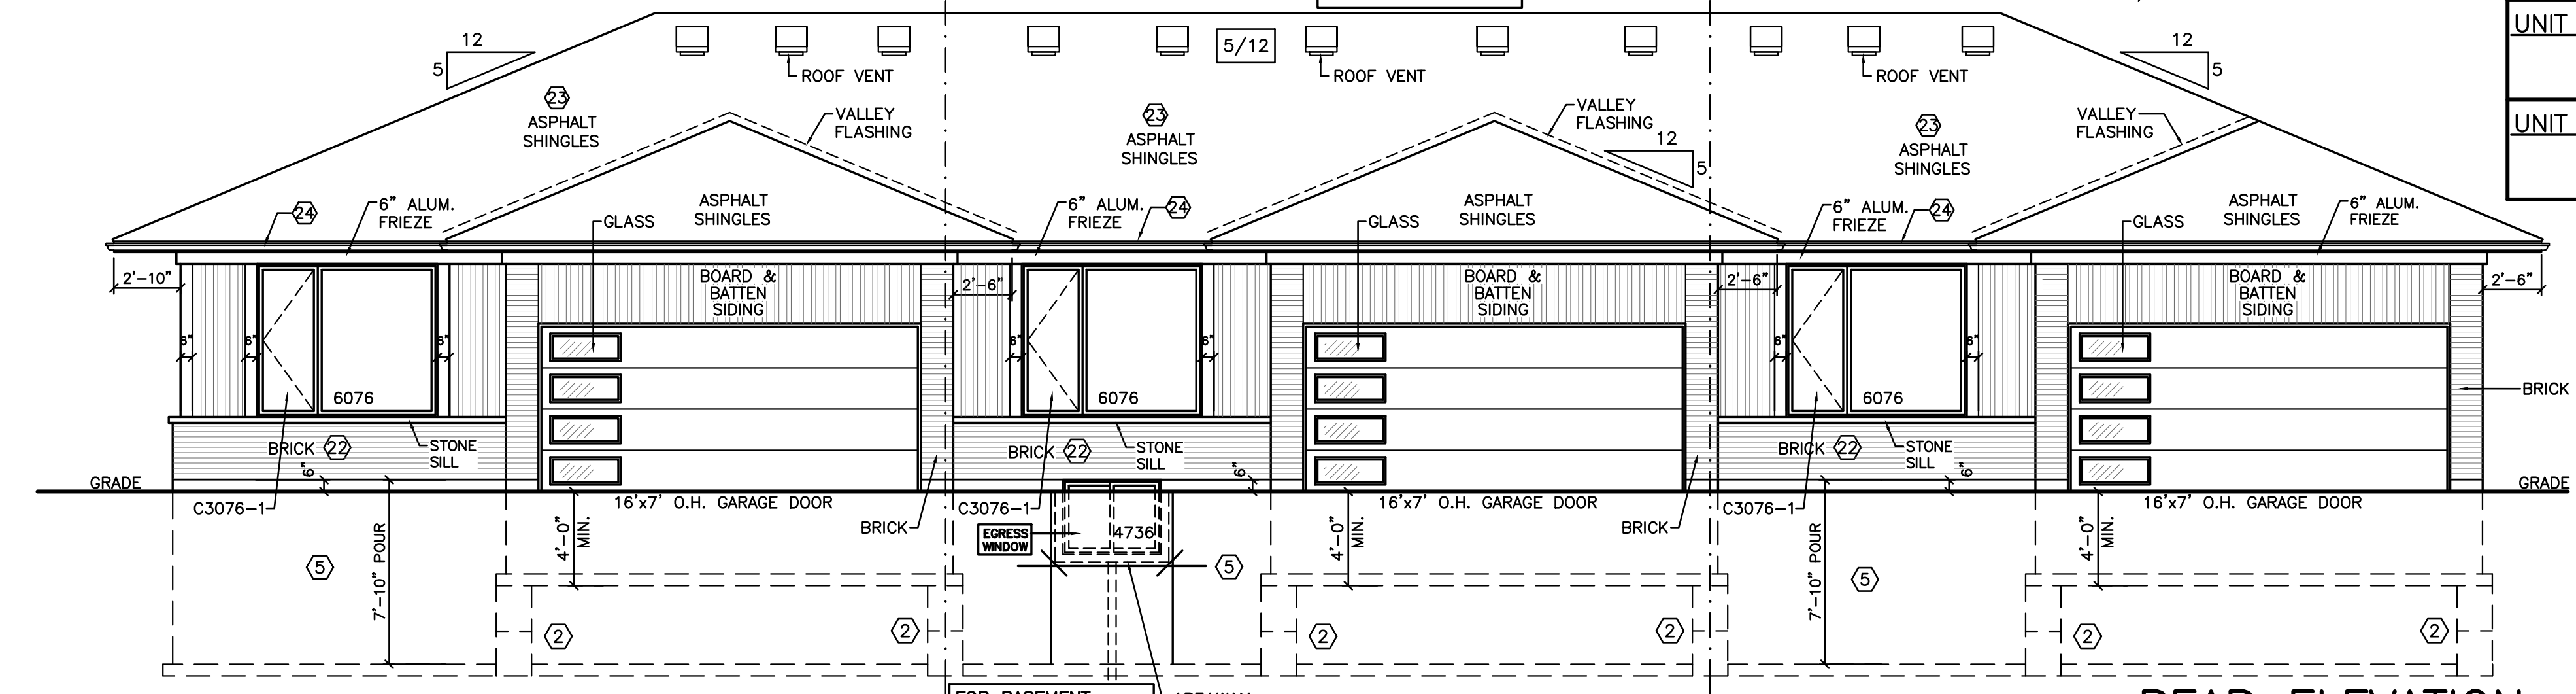 UNIT
12
5
5/12
12
5
ROOF VENT
ROOF VENT
ROOF VENT
23
ASPHALT
SHINGLES
VALLEY
FLASHING
23
ASPHALT
SHINGLES
VALLEY
FLASHING
12
5
23
ASPHALT
SHINGLES
VALLEY
FLASHING
UNIT
24
6" ALUM.
FRIEZE
GLASS
ASPHALT
SHINGLES
6" ALUM.
FRIEZE
24
GLASS
ASPHALT
SHINGLES
6" ALUM.
FRIEZE
24
GLASS
ASPHALT
SHINGLES
6" ALUM.
FRIEZE
2'-10"
BOARD &
BATTEN
SIDING
2'-6"
BOARD &
BATTEN
SIDING
2'-6"
BOARD &
BATTEN
SIDING
2'-6"
6"
6"
6"
6"
6"
6"
6"
6076
6076
6076
BRICK
BRICK 22
STONE
SILL
BRICK 22
STONE
SILL
BRICK 22
STONE
SILL
6"
6"
6"
GRADE
GRADE
C3076-1
16'x7' O.H. GARAGE DOOR
C3076-1
16'x7' O.H. GARAGE DOOR
C3076-1
16'x7' O.H. GARAGE DOOR
BRICK
BRICK
EGRESS
WINDOW
4736
7'-10" POUR
4'-0"
MIN.
4'-0"
MIN.
7'-10" POUR
4'-0"
MIN.
5
5
5
2
2
2
2
2
2
FOR BASEMENT
AREAWAY
REAR ELEVATION